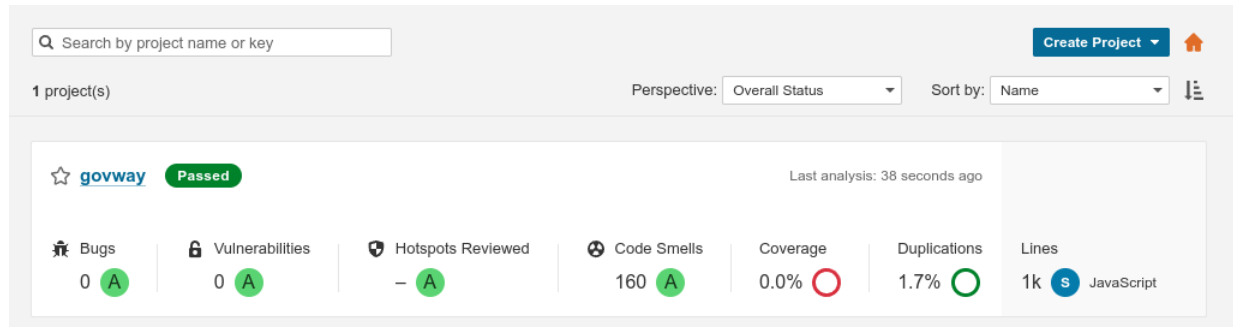 Search by project name or key
Create Project
1 project(s)
Perspective: Overall Status
Sort by: Name
govway Passed
Last analysis: 38 seconds ago
Bugs Vulnerabilities Hotspots Reviewed Code Smells Coverage Duplications Lines
0 A 0 A – A 160 A 0.0% 1.7% 1k S JavaScript